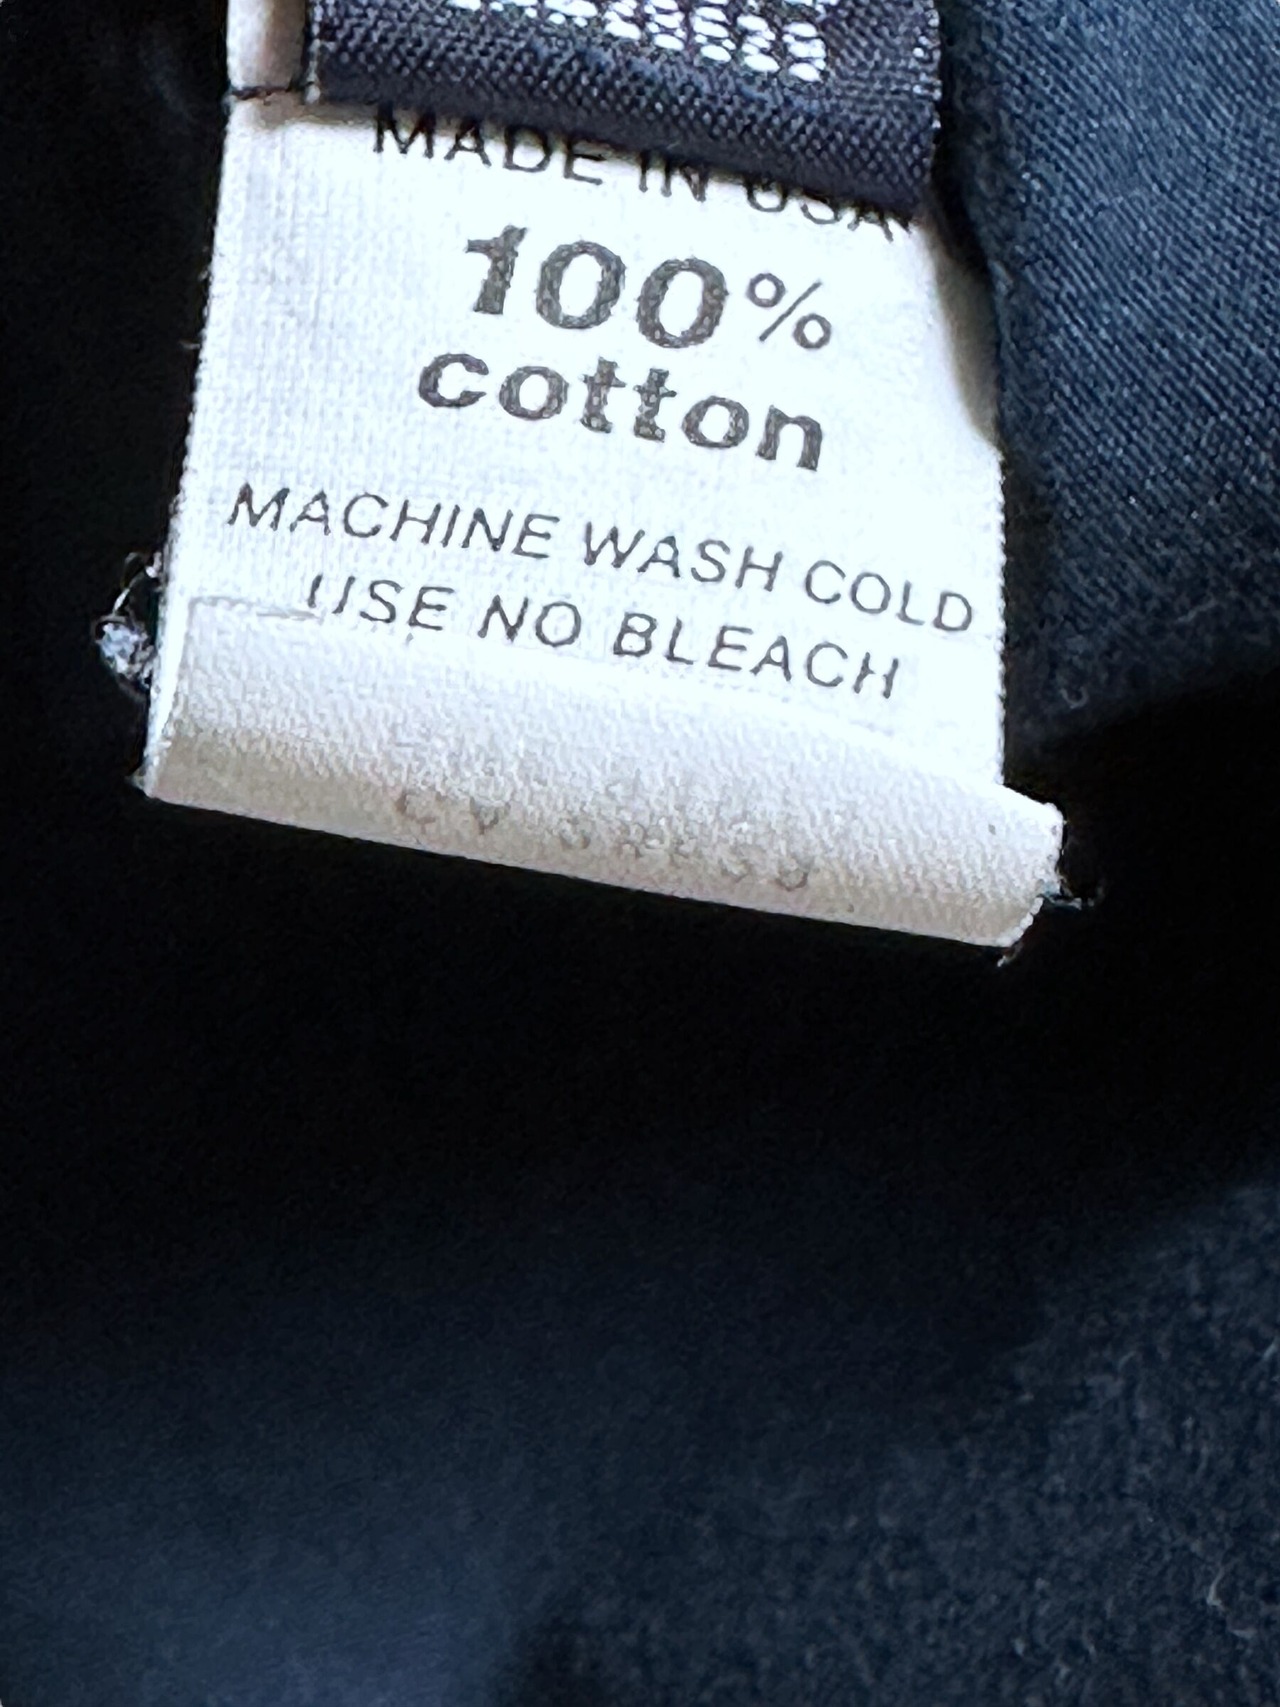 MADE IN USA
100%
cotton
MACHINE WASH COLD
USE NO BLEACH